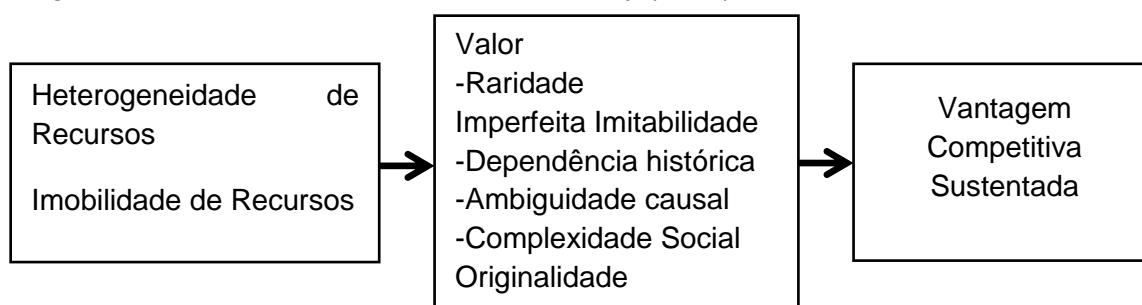 Heterogeneidade de
Recursos
Imobilidade de Recursos
Valor
-Raridade
Imperfeita Imitabilidade
-Dependência histórica
-Ambiguidade causal
-Complexidade Social
Originalidade
Vantagem
Competitiva
Sustentada